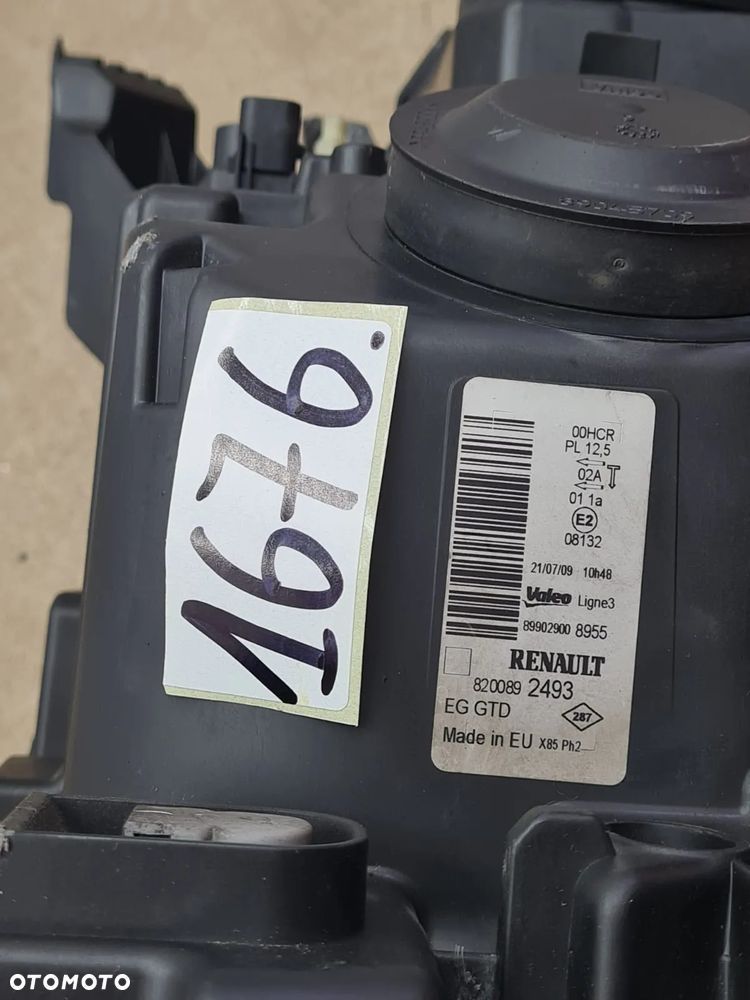 1676.
00HCR
PL 12,5
02A
01 1a
E2
08132
21/07/09 10h48
Valeo Ligne3
89902900 8955
RENAULT
820089 2493
EG GTD
287
Made in EU X85 Ph2
OTOMOTO